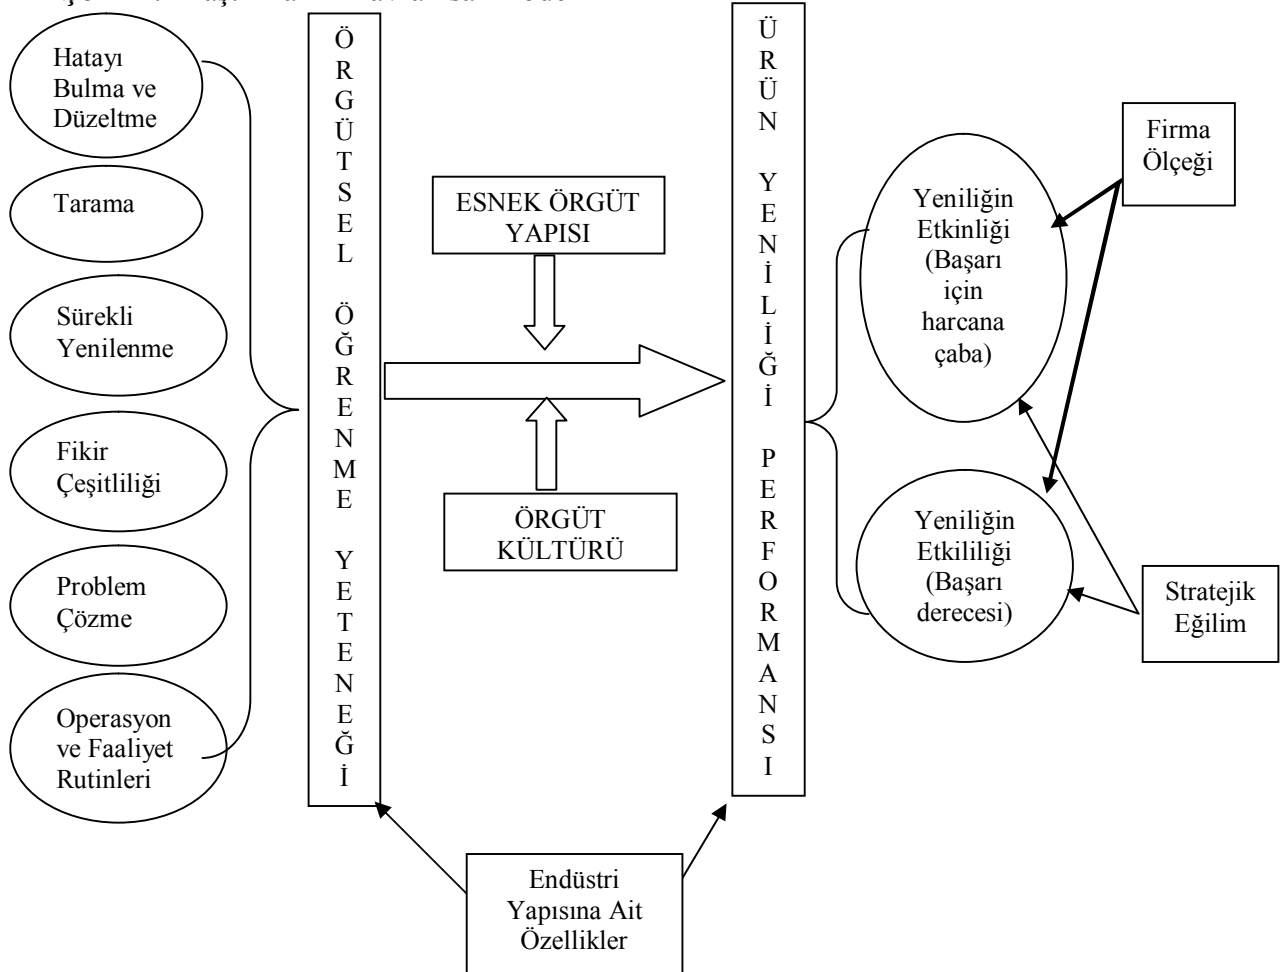 Hatayı
Bulma ve
Düzeltme
Tarama
Sürekli
Yenilenme
Fikir
Çeşitliliği
Problem
Çözme
Operasyon
ve Faaliyet
Rutinleri
ÖRGÜTSEL ÖĞRENME YETENEĞİ
ESNEK ÖRGÜT
YAPISI
ÖRGÜT
KÜLTÜRÜ
ÜRÜN YENİLİĞİ PERFORMANSI
Yeniliğin
Etkinliği
(Başarı
için
harcana
çaba)
Yeniliğin
Etkililiği
(Başarı
derecesi)
Firma
Ölçeği
Stratejik
Eğilim
Endüstri
Yapısına Ait
Özellikler